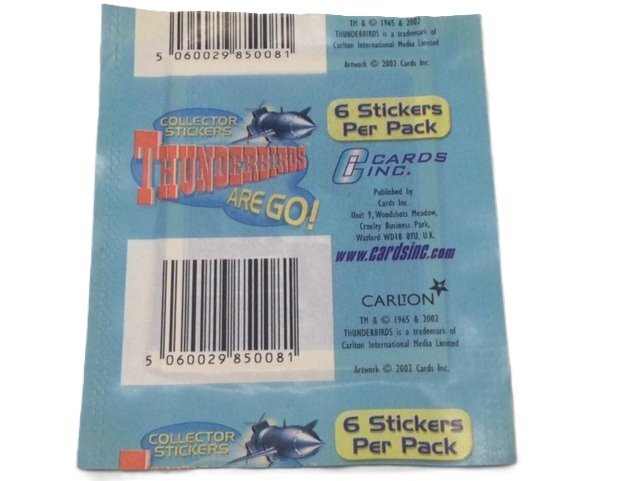 TM & © 1965 & 2002
THUNDERBIRDS is a trademark of
Carlton International Media Limited
Artwork © 2002 Cards Inc.
5 060029 850081
COLLECTOR
STICKERS
THUNDERBIRDS
ARE GO!
6 Stickers
Per Pack
CARDS
INC.
Published by
Cards Inc.
Unit 9, Woodshots Meadow,
Croxley Business Park,
Watford WD18 8YU, U.K.
www.cardsinc.com
CARLTON
TM & © 1965 & 2002
THUNDERBIRDS is a trademark of
Carlton International Media Limited
Artwork © 2002 Cards Inc.
5 060029 850081
COLLECTOR
STICKERS
6 Stickers
Per Pack